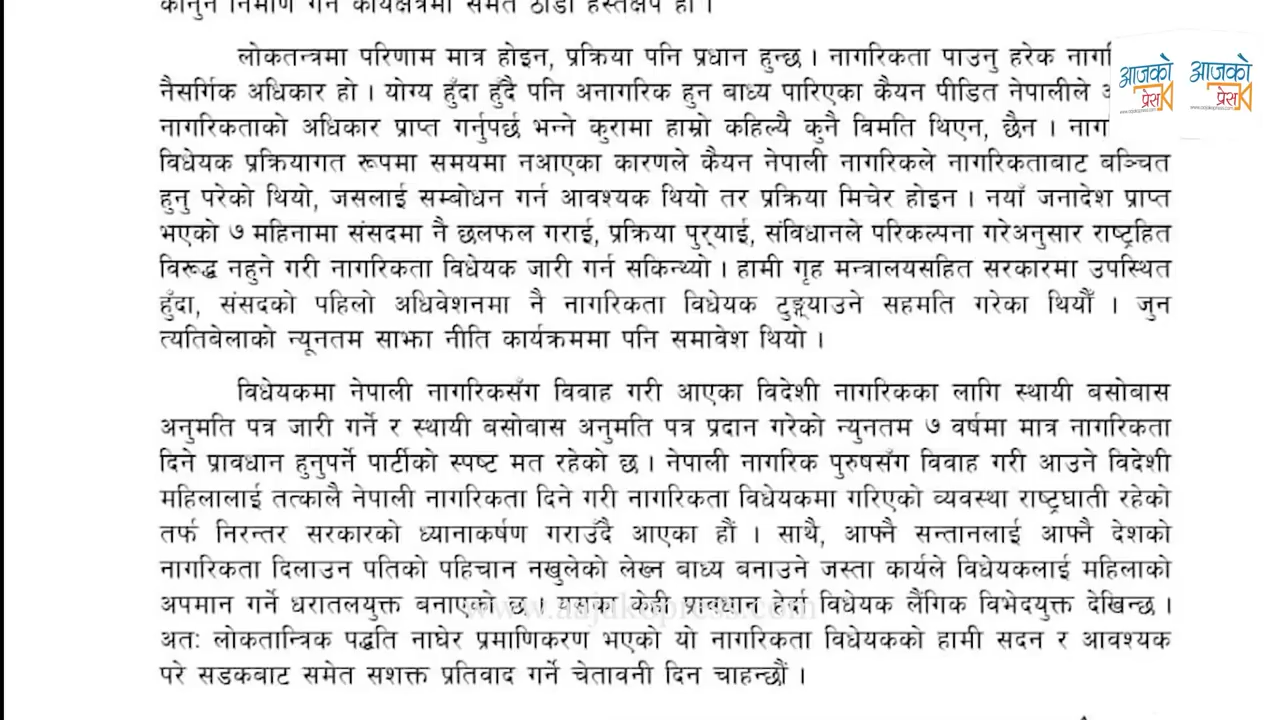 कानुन निर्माण गर्ने कार्यक्षेत्रमा समेत ठाडो हस्तक्षेप हो ।
लोकतन्त्रमा परिणाम मात्र होइन, प्रक्रिया पनि प्रधान हुन्छ । नागरिकता पाउनु हरेक
नैसर्गिक अधिकार हो । योग्य हुँदा हुँदै पनि अनागरिक हुन बाध्य पारिएका कैयन पीडित नेपालीले
नागरिकताको अधिकार प्राप्त गर्नुपर्छ भन्ने कुरामा हाम्रो कहिल्यै कुनै विमति थिएन, छैन ।
विधेयक प्रक्रियागत रूपमा समयमा नआएका कारणले कैयन नेपाली नागरिकले नागरिकताबाट बञ्चित
हुनु परेको थियो, जसलाई सम्बोधन गर्न आवश्यक थियो तर प्रक्रिया मिचेर होइन । नयाँ जनादेश प्राप्त
भएको ७ महिनामा संसदमा नै छलफल गराई, प्रक्रिया पुर्‍याई, संविधानले परिकल्पना गरेअनुसार राष्ट्रहित
विरूद्ध नहुने गरी नागरिकता विधेयक जारी गर्न सकिन्थ्यो । हामी गृह मन्त्रालयसहित सरकारमा उपस्थित
हुँदा, संसदको पहिलो अधिवेशनमा नै नागरिकता विधेयक टुङ्ग्याउने सहमति गरेका थियौँ । जुन
त्यतिबेलाको न्यूनतम साझा नीति कार्यक्रममा पनि समावेश थियो ।
विधेयकमा नेपाली नागरिकसँग विवाह गरी आएका विदेशी नागरिकका लागि स्थायी बसोबास
अनुमति पत्र जारी गर्ने र स्थायी बसोबास अनुमति पत्र प्रदान गरेको न्युनतम ७ वर्षमा मात्र नागरिकता
दिने प्रावधान हुनुपर्ने पार्टीको स्पष्ट मत रहेको छ । नेपाली नागरिक पुरुषसँग विवाह गरी आउने विदेशी
महिलालाई तत्कालै नेपाली नागरिकता दिने गरी नागरिकता विधेयकमा गरिएको व्यवस्था राष्ट्रघाती रहेको
तर्फ निरन्तर सरकारको ध्यानाकर्षण गराउँदै आएका हौं । साथै, आफ्नै सन्तानलाई आफ्नै देशको
नागरिकता दिलाउन पतिको पहिचान नखुलेको लेख्न बाध्य बनाउने जस्ता कार्यले विधेयकलाई महिलाको
अपमान गर्ने धरातलयुक्त बनाएको छ । यसका केही प्रावधान हेर्दा विधेयक लैंगिक विभेदयुक्त देखिन्छ ।
अतः लोकतान्त्रिक पद्धति नाघेर प्रमाणिकरण भएको यो नागरिकता विधेयकको हामी सदन र आवश्यक
परे सडकबाट समेत सशक्त प्रतिवाद गर्ने चेतावनी दिन चाहन्छौं ।
आजको
प्रेस
आजको
प्रेस